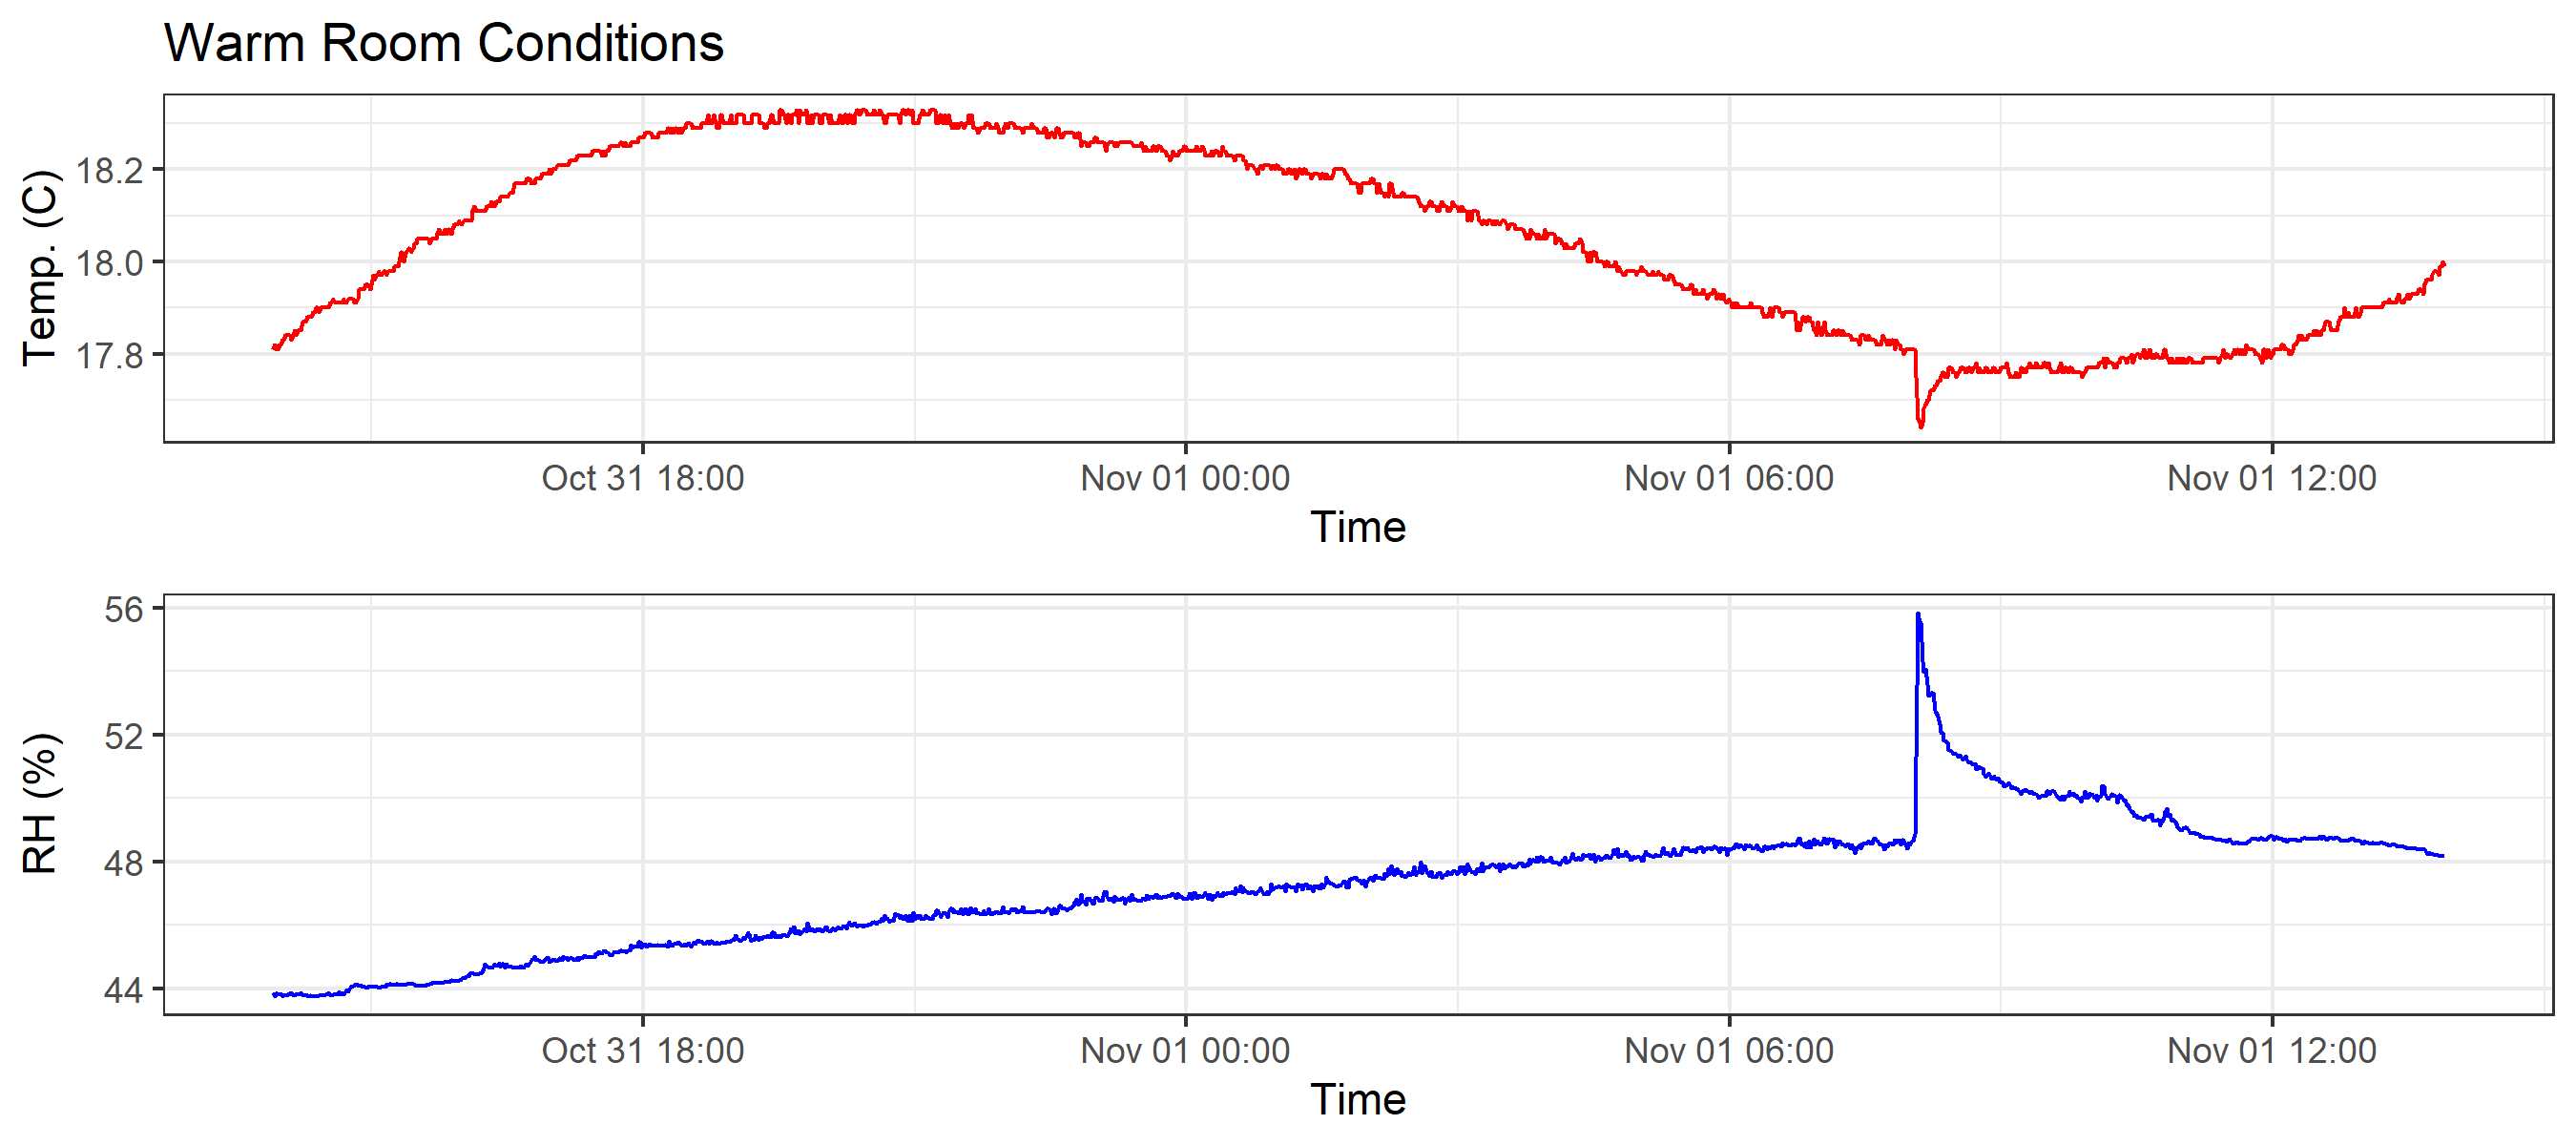 Warm Room Conditions
Temp. (C)
18.2
18.0
17.8
Oct 31 18:00 Nov 01 00:00 Nov 01 06:00 Nov 01 12:00
Time
RH (%)
56
52
48
44
Oct 31 18:00 Nov 01 00:00 Nov 01 06:00 Nov 01 12:00
Time